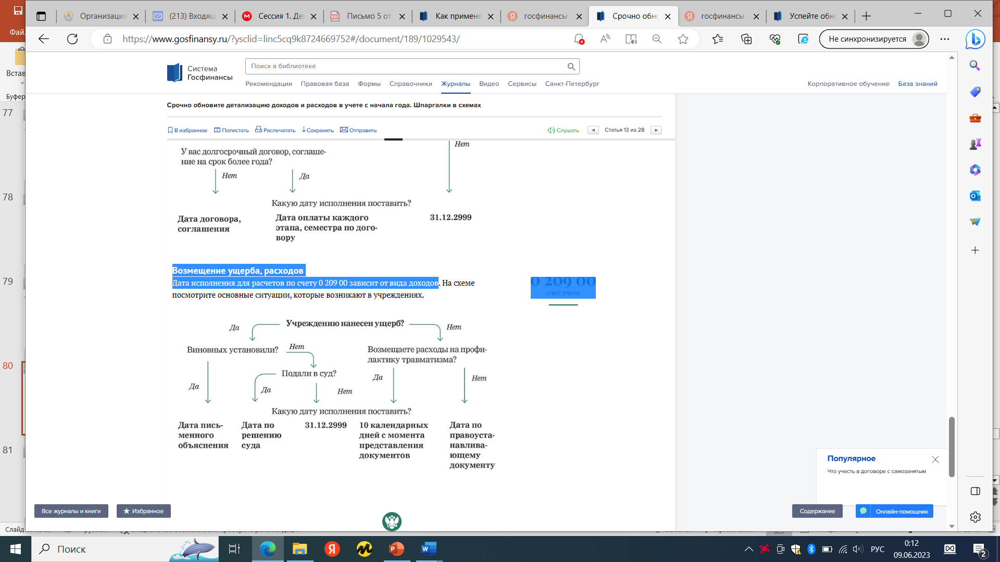 Организация
(213) Входящ
Сессия 1. Де
PDF
Письмо 5 от
Как применя
госфинансы
Срочно обно
госфинансы
Успейте обно
Фай
https://www.gosfinansy.ru/?ysclid=linc5cq9k8724669752#/document/189/1029543/
Не синхронизируется
Встав
Буфер
77
78
79
80
81
Система
Госфинансы
Поиск в библиотеке
Рекомендации Правовая база Формы Справочники Журналы Видео Сервисы Санкт-Петербург
Корпоративное обучение База знаний
Срочно обновите детализацию доходов и расходов в учете с начала года. Шпаргалки в схемах
В избранное Полистать Распечатать Сохранить Отправить
Слушать Статья 13 из 28
Нет
У вас долгосрочный договор, соглаше-
ние на срок более года?
Нет Да
Какую дату исполнения поставить?
Дата договора,
соглашения
Дата оплаты каждого
этапа, семестра по дого-
вору
31.12.2999
Возмещение ущерба, расходов
Дата исполнения для расчетов по счету 0 209 00 зависит от вида доходов. На схеме
посмотрите основные ситуации, которые возникают в учреждениях.
0 209 00
счет учета
Да Учреждению нанесен ущерб? Нет
Виновных установили? Нет
Возмещаете расходы на профи-
лактику травматизма?
Подали в суд?
Да Да Нет Да Нет
Какую дату исполнения поставить?
Дата пись-
менного
объяснения
Дата по
решению
суда
31.12.2999
10 календарных
дней с момента
представления
документов
Дата по
правоуста-
навлива-
ющему
документу
Популярное
Что учесть в договоре с самозанятым
Все журналы и книги
Избранное
Содержание
Онлайн-помощник
Слайд
Поиск
РУС
0:12
09.06.2023
2